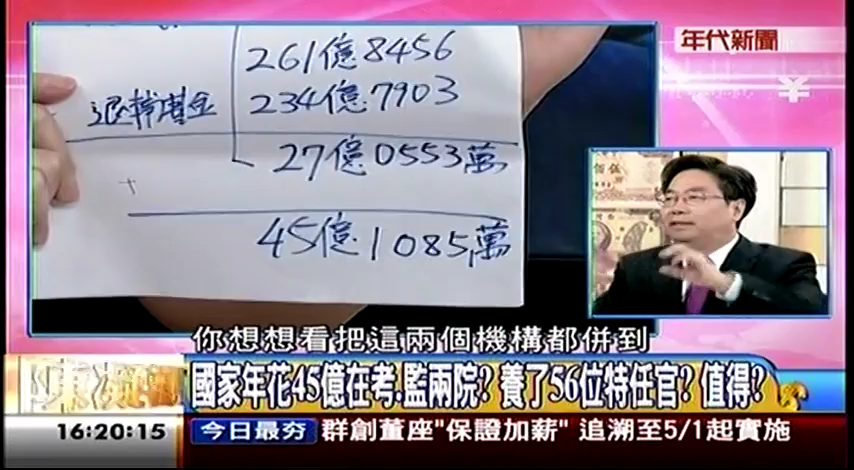 年代新聞
261億8456
退撫基金
234億7903
27億0553萬
+
45億1085萬
你想想看把這兩個機構都併到
國家年花45億在考.監兩院?養了56位特任官?值得?
16:20:15
今日最夯
群創董座"保證加薪" 追溯至5/1起實施